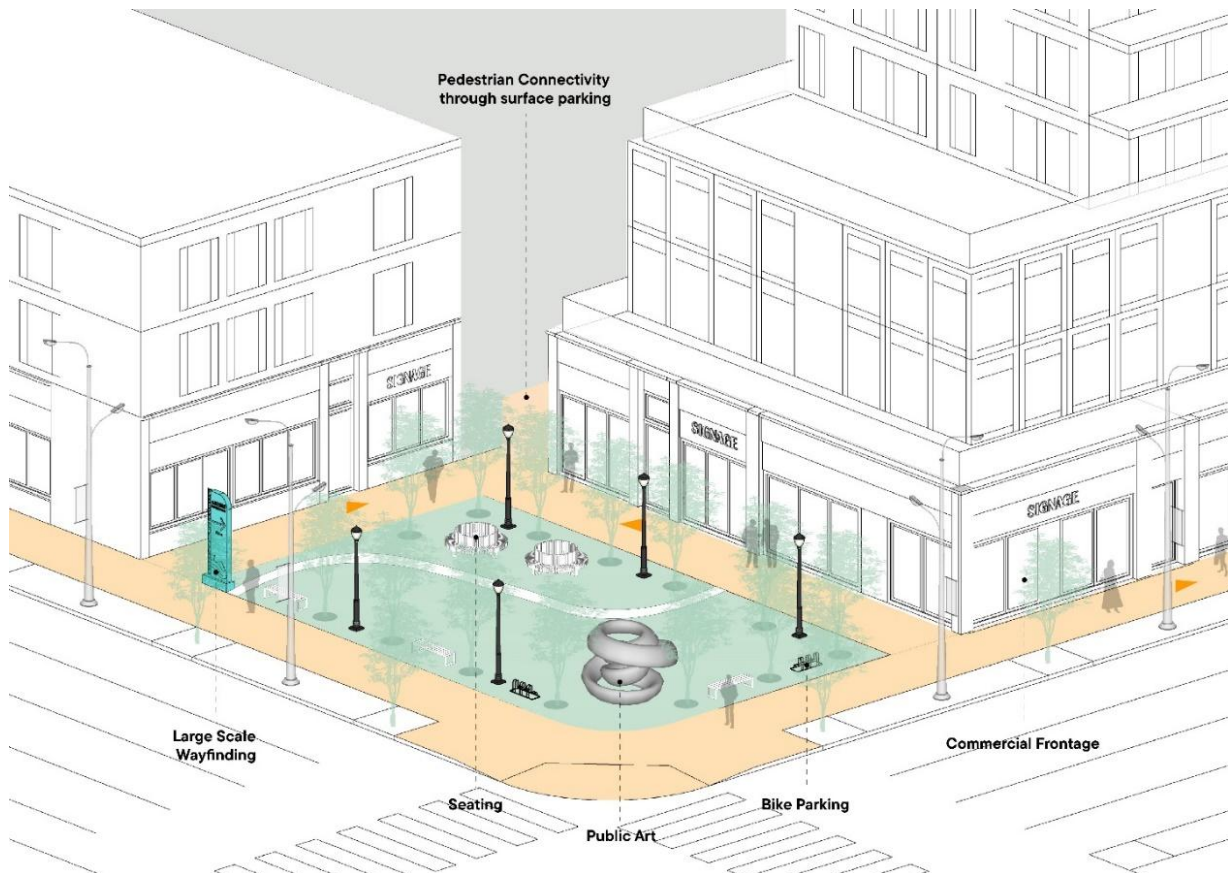 Pedestrian Connectivity
through surface parking
SIGNAGE
SIGNAGE
SIGNAGE
Large Scale
Wayfinding
Commercial Frontage
Seating
Bike Parking
Public Art